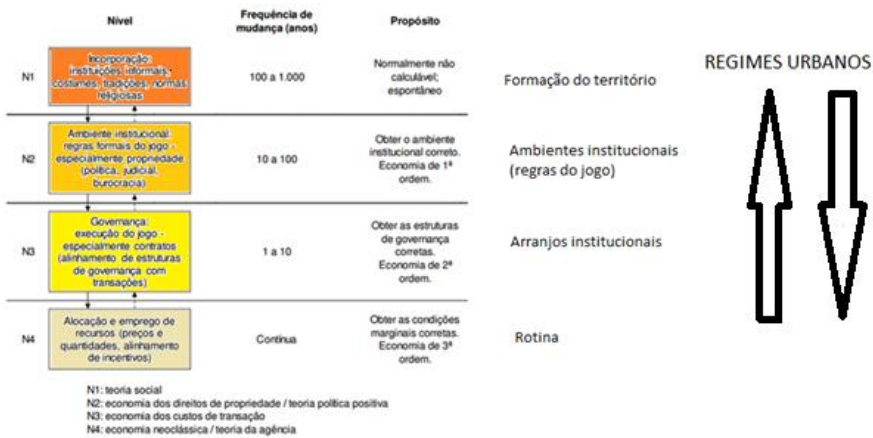 Nível
Frequência de
mudança (anos)
Propósito
N1
Incorporação:
instituições informais,
costumes, tradições, normas
religiosas
100 a 1.000
Normalmente não
calculável;
espontâneo
Formação do território
N2
Ambiente institucional:
regras formais do jogo -
especialmente propriedade
(política, judicial,
burocracia)
10 a 100
Obter o ambiente
institucional correto.
Economia de 1ª
ordem.
Ambientes institucionais
(regras do jogo)
N3
Governança:
execução do jogo -
especialmente contratos
(alinhamento de estruturas
de governança com
transações)
1 a 10
Obter as estruturas
de governança
corretas.
Economia de 2ª
ordem.
Arranjos institucionais
N4
Alocação e emprego de
recursos (preços e
quantidades, alinhamento
de incentivos)
Contínua
Obter as condições
marginais corretas.
Economia de 3ª
ordem.
Rotina
REGIMES URBANOS
N1: teoria social
N2: economia dos direitos de propriedade / teoria política positiva
N3: economia dos custos de transação
N4: economia neoclássica / teoria da agência